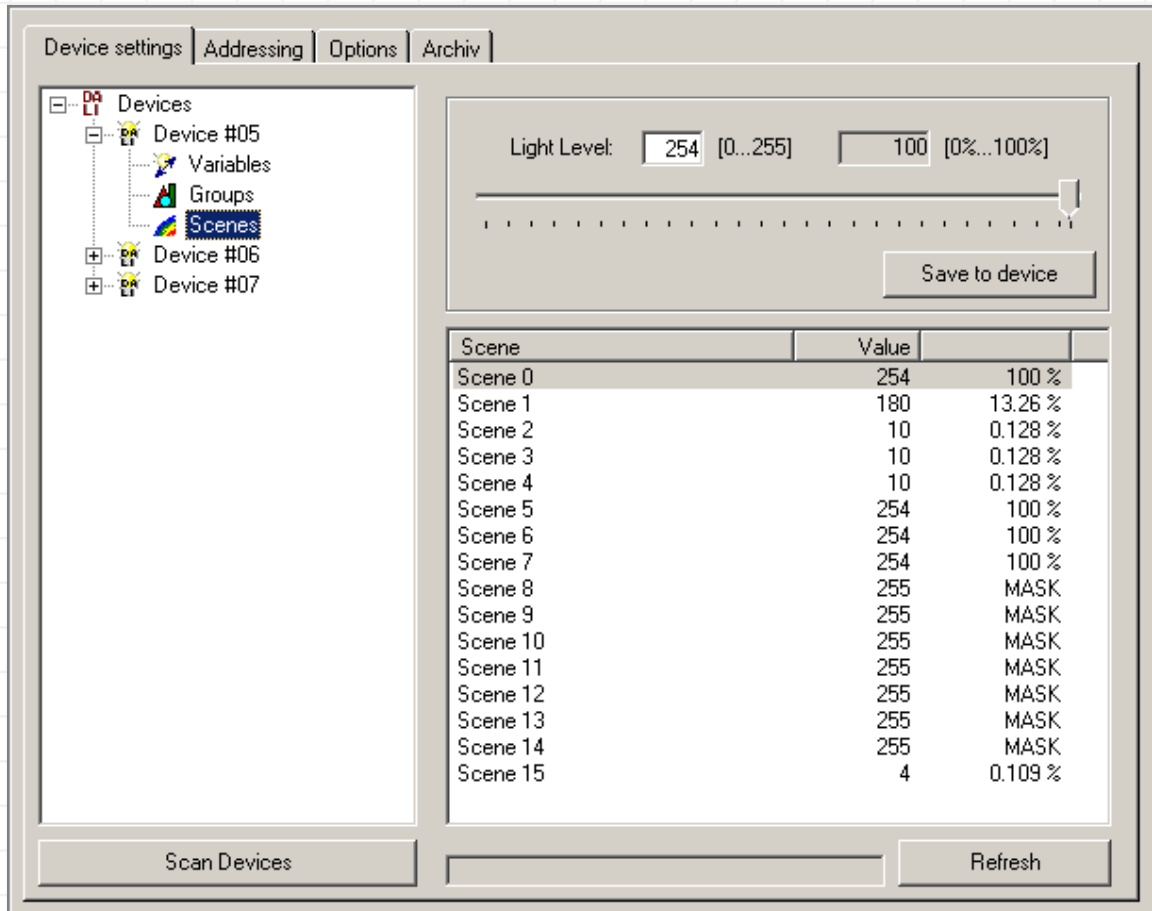 Device settings Addressing Options Archiv
DA
LI Devices
Device #05
Variables
Groups
Scenes
Device #06
Device #07
Scan Devices
Light Level: 254 [0...255] 100 [0%...100%]
Save to device
Scene Value
Scene 0 254 100 %
Scene 1 180 13.26 %
Scene 2 10 0.128 %
Scene 3 10 0.128 %
Scene 4 10 0.128 %
Scene 5 254 100 %
Scene 6 254 100 %
Scene 7 254 100 %
Scene 8 255 MASK
Scene 9 255 MASK
Scene 10 255 MASK
Scene 11 255 MASK
Scene 12 255 MASK
Scene 13 255 MASK
Scene 14 255 MASK
Scene 15 4 0.109 %
Refresh